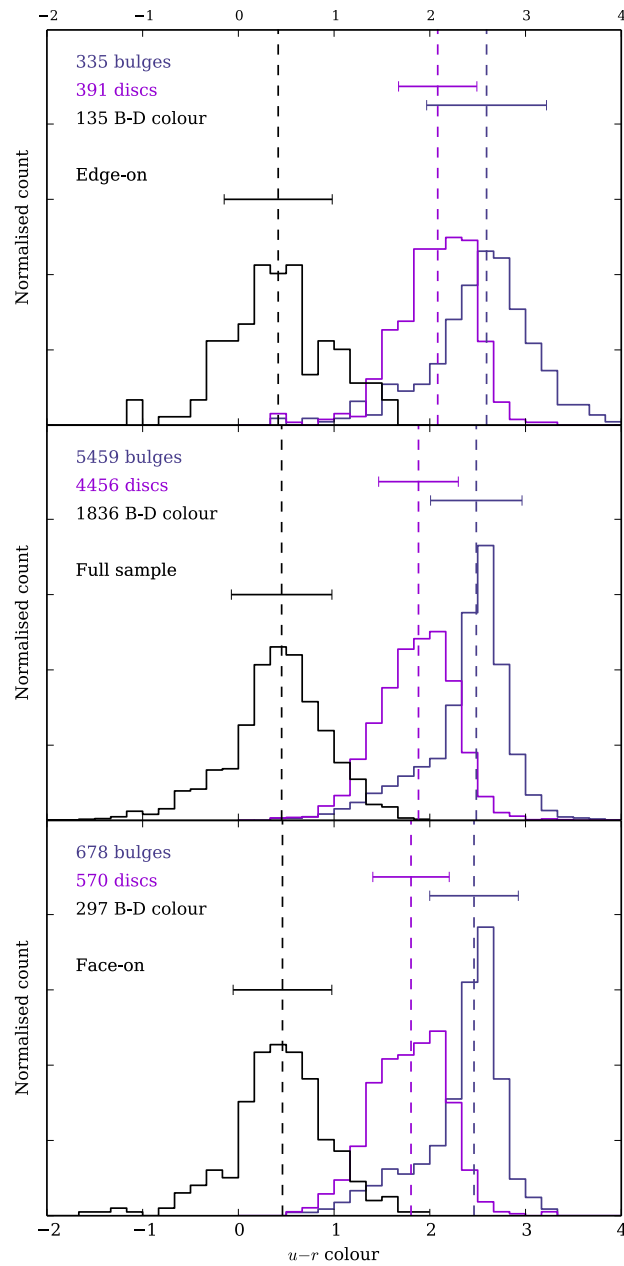 −2 −1 0 1 2 3 4
335 bulges
391 discs
135 B-D colour
Edge-on
Normalised count
5459 bulges
4456 discs
1836 B-D colour
Full sample
Normalised count
678 bulges
570 discs
297 B-D colour
Face-on
Normalised count
−2 −1 0 1 2 3 4
u−r colour